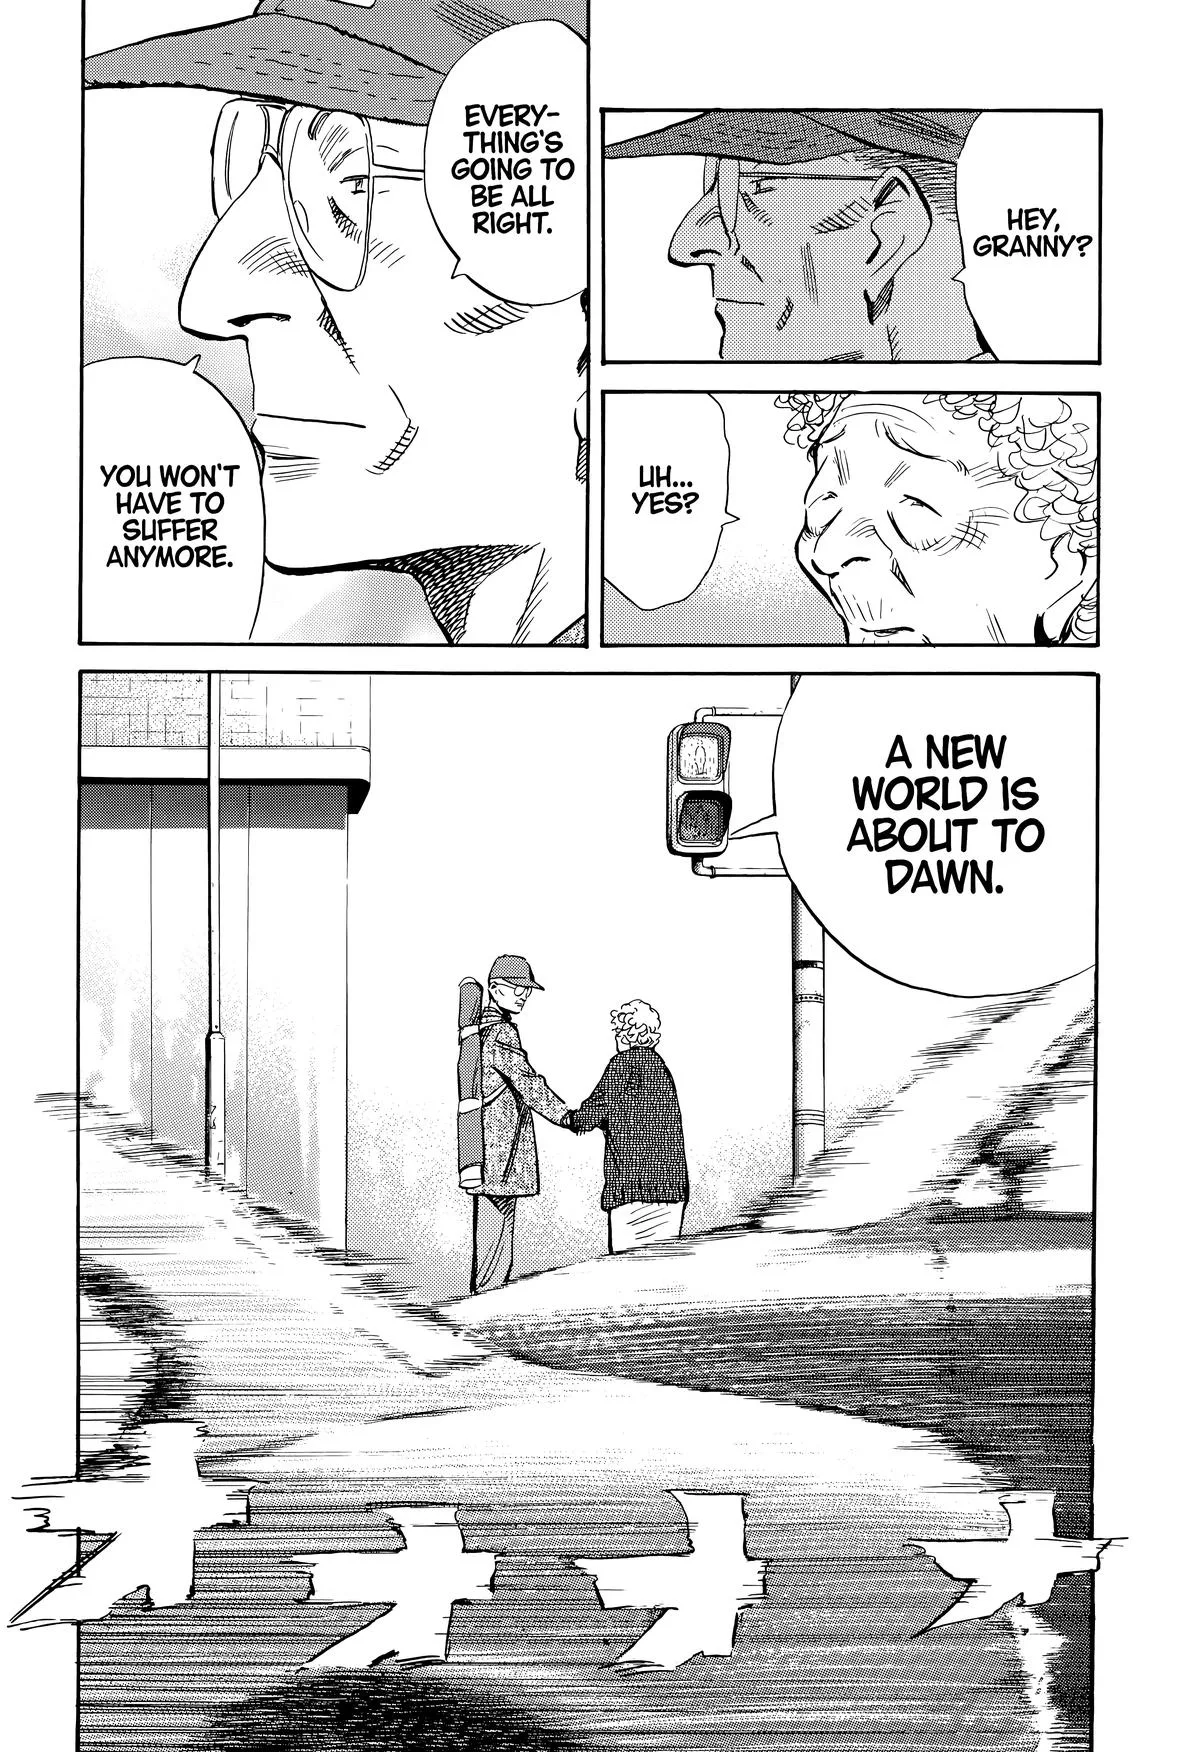 HEY,
GRANNY?
UH...
YES?
EVERY-
THING'S
GOING TO
BE ALL
RIGHT.
YOU WON'T
HAVE TO
SUFFER
ANYMORE.
A NEW
WORLD IS
ABOUT TO
DAWN.